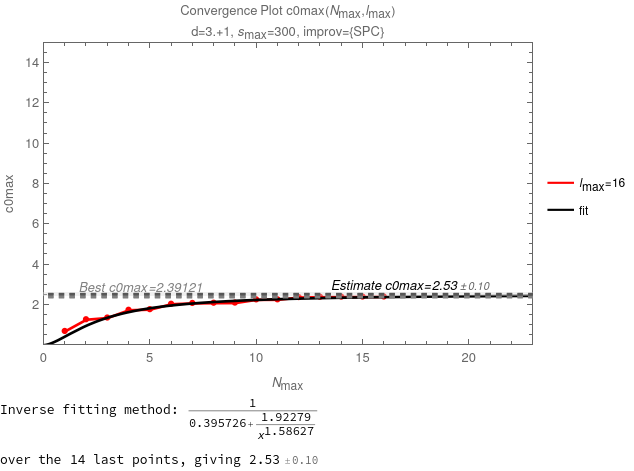 Convergence Plot c0max(Nmax,lmax)
d=3.+1, smax=300, improv={SPC}
14
12
10
8
6
4
2
c0max
Best c0max=2.39121
Estimate c0max=2.53 ±0.10
0 5 10 15 20
Nmax
lmax=16
fit
Inverse fitting method: 1
0.395726+ 1.92279
x1.58627
over the 14 last points, giving 2.53 ±0.10